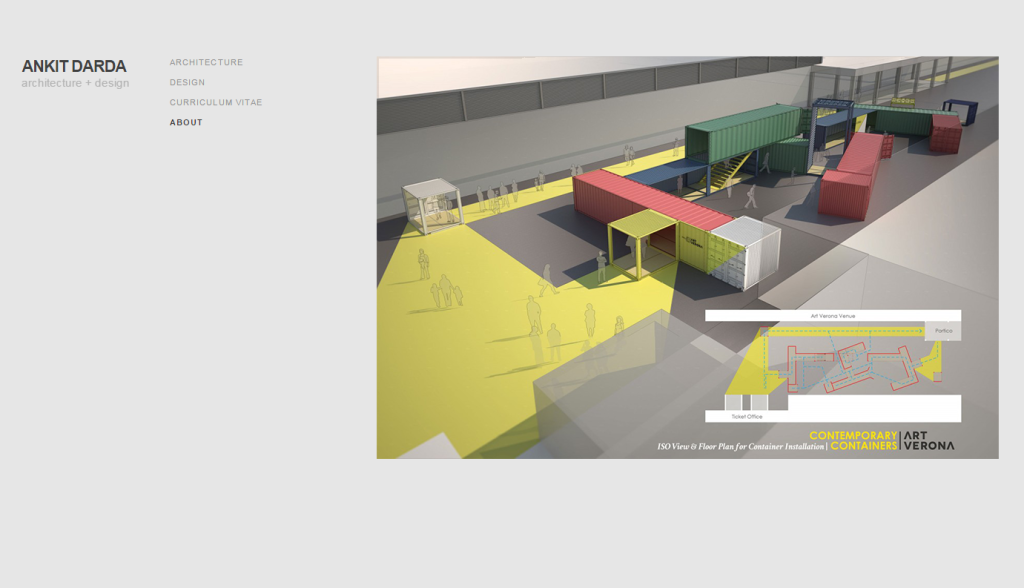 ANKIT DARDA
architecture + design
ARCHITECTURE
DESIGN
CURRICULUM VITAE
ABOUT
Art Verona Venue
Portico
Ticket Office
ISO View & Floor Plan for Container Installation | CONTEMPORARY CONTAINERS | ART VERONA